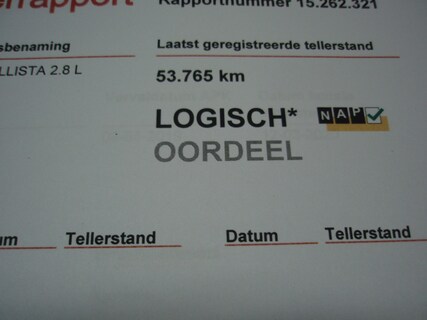 rapport Rapportnummer 15.262.321
sbenaming Laatst geregistreerde tellerstand
LLISTA 2.8 L
53.765 km
LOGISCH* NAP
OORDEEL
um Tellerstand Datum Tellerstand